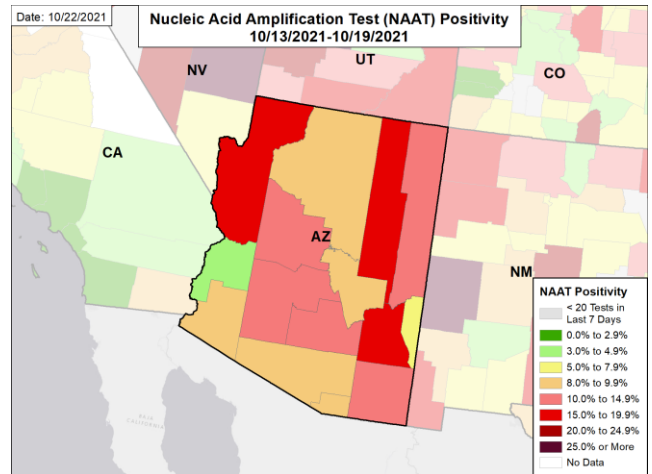 Date: 10/22/2021
Nucleic Acid Amplification Test (NAAT) Positivity
10/13/2021-10/19/2021
NV
UT
CO
CA
AZ
NM
BAJA
CALIFORNIA
NAAT Positivity
< 20 Tests in
Last 7 Days
0.0% to 2.9%
3.0% to 4.9%
5.0% to 7.9%
8.0% to 9.9%
10.0% to 14.9%
15.0% to 19.9%
20.0% to 24.9%
25.0% or More
No Data